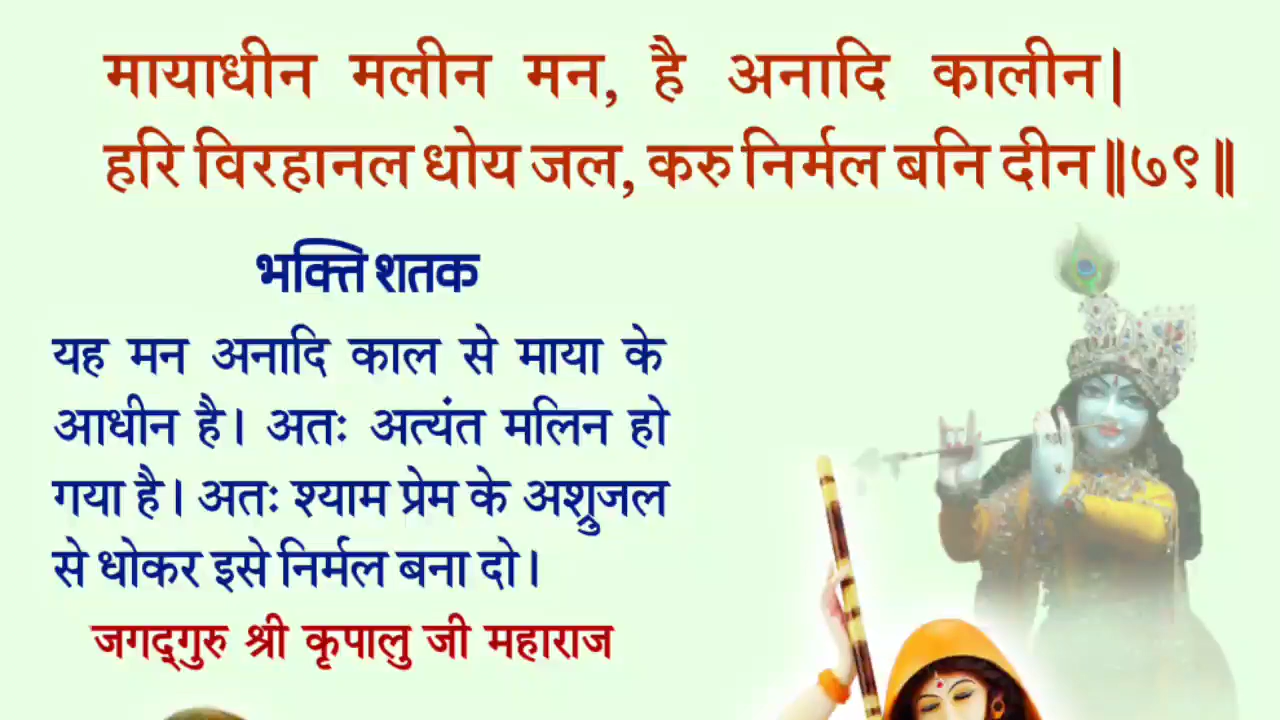 मायाधीन मलीन मन, है अनादि कालीन।
हरि विरहानल धोय जल, करु निर्मल बनि दीन॥७९॥
भक्ति शतक
यह मन अनादि काल से माया के
आधीन है। अतः अत्यंत मलिन हो
गया है। अतः श्याम प्रेम के अश्रुजल
से धोकर इसे निर्मल बना दो।
जगद्गुरु श्री कृपालु जी महाराज